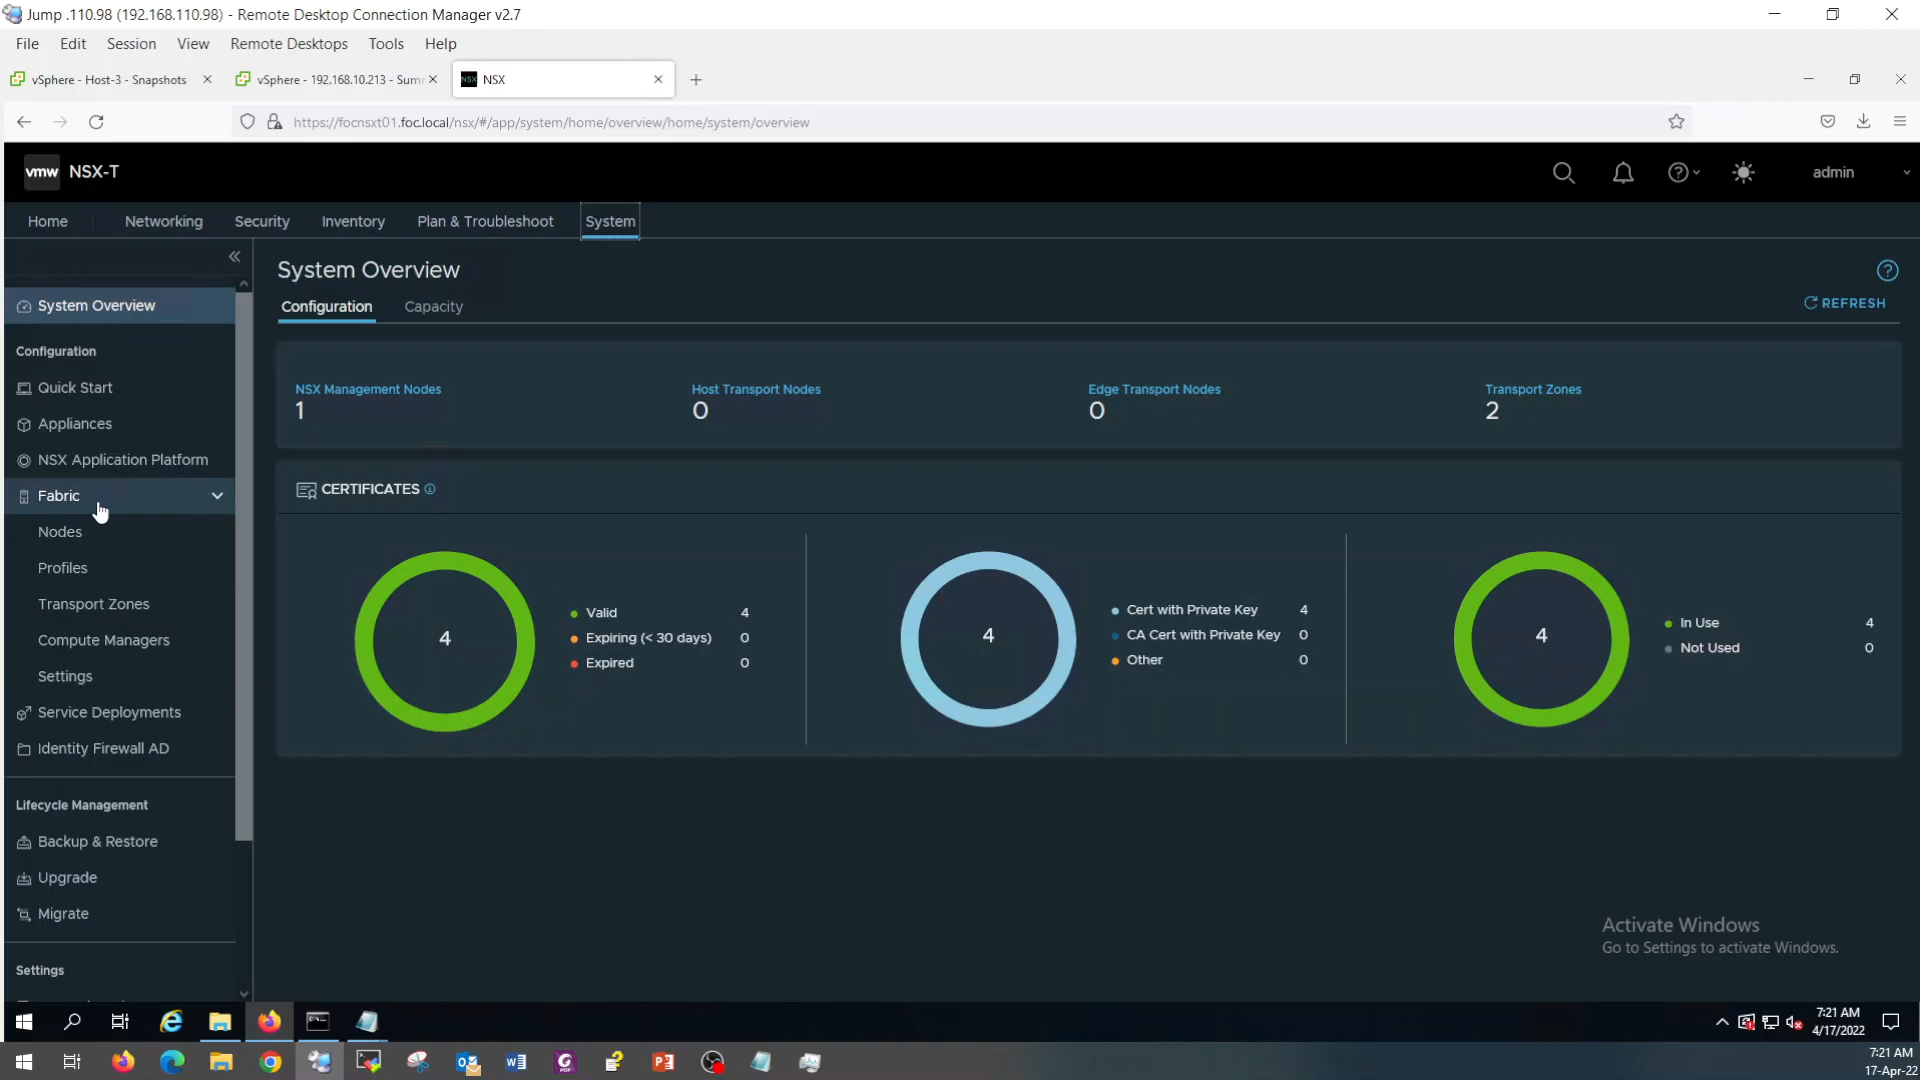 Jump .110.98 (192.168.110.98) - Remote Desktop Connection Manager v2.7
File Edit Session View Remote Desktops Tools Help
vSphere - Host-3 - Snapshots
vSphere - 192.168.10.213 - Sum
NSX NSX
https://focnsxt01.foc.local/nsx/#/app/system/home/overview/home/system/overview
vmw NSX-T
admin
Home Networking Security Inventory Plan & Troubleshoot System
System Overview
Configuration
Quick Start
Appliances
NSX Application Platform
Fabric
Nodes
Profiles
Transport Zones
Compute Managers
Settings
Service Deployments
Identity Firewall AD
Lifecycle Management
Backup & Restore
Upgrade
Migrate
Settings
System Overview
Configuration Capacity
REFRESH
NSX Management Nodes
1
Host Transport Nodes
0
Edge Transport Nodes
0
Transport Zones
2
CERTIFICATES
4
Valid 4
Expiring (< 30 days) 0
Expired 0
4
Cert with Private Key 4
CA Cert with Private Key 0
Other 0
4
In Use 4
Not Used 0
Activate Windows
Go to Settings to activate Windows.
7:21 AM
4/17/2022
7:21 AM
17-Apr-22